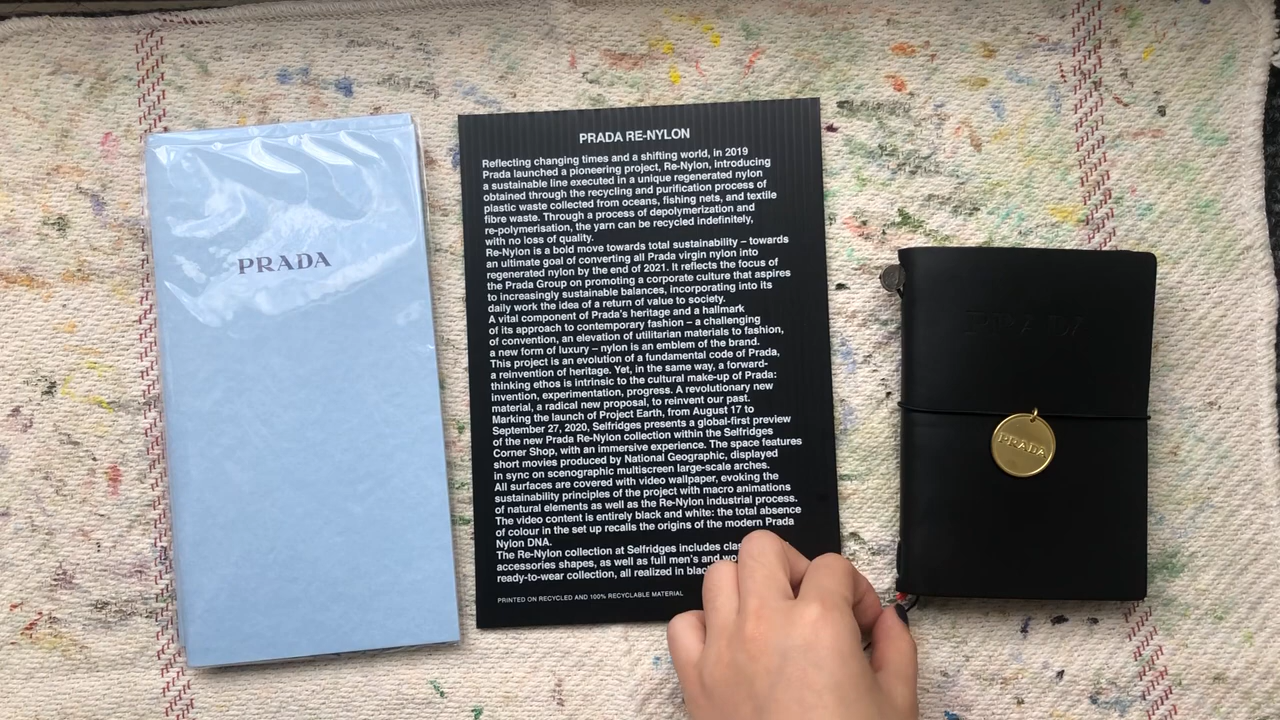 PRADA
PRADA RE-NYLON
Reflecting changing times and a shifting world, in 2019
Prada launched a pioneering project, Re-Nylon, introducing
a sustainable line executed in a unique regenerated nylon
obtained through the recycling and purification process of
plastic waste collected from oceans, fishing nets, and textile
fibre waste. Through a process of depolymerization and
re-polymerisation, the yarn can be recycled indefinitely,
with no loss of quality.
Re-Nylon is a bold move towards total sustainability – towards
an ultimate goal of converting all Prada virgin nylon into
regenerated nylon by the end of 2021. It reflects the focus of
the Prada Group on promoting a corporate culture that aspires
to increasingly sustainable balances, incorporating into its
daily work the idea of a return of value to society.
A vital component of Prada's heritage and a hallmark
of its approach to contemporary fashion – a challenging
of convention, an elevation of utilitarian materials to fashion,
a new form of luxury – nylon is an emblem of the brand.
This project is an evolution of a fundamental code of Prada,
a reinvention of heritage. Yet, in the same way, a forward-
thinking ethos is intrinsic to the cultural make-up of Prada:
invention, experimentation, progress. A revolutionary new
material, a radical new proposal, to reinvent our past.
Marking the launch of Project Earth, from August 17 to
September 27, 2020, Selfridges presents a global-first preview
of the new Prada Re-Nylon collection within the Selfridges
Corner Shop, with an immersive experience. The space features
short movies produced by National Geographic, displayed
in sync on scenographic multiscreen large-scale arches.
All surfaces are covered with video wallpaper, evoking the
sustainability principles of the project with macro animations
of natural elements as well as the Re-Nylon industrial process.
The video content is entirely black and white: the total absence
of colour in the set up recalls the origins of the modern Prada
Nylon DNA.
The Re-Nylon collection at Selfridges includes
accessories shapes, as well as full men's and
ready-to-wear collection, all realized in
PRINTED ON RECYCLED AND 100% RECYCLABLE MATERIAL
PRADA
PRADA